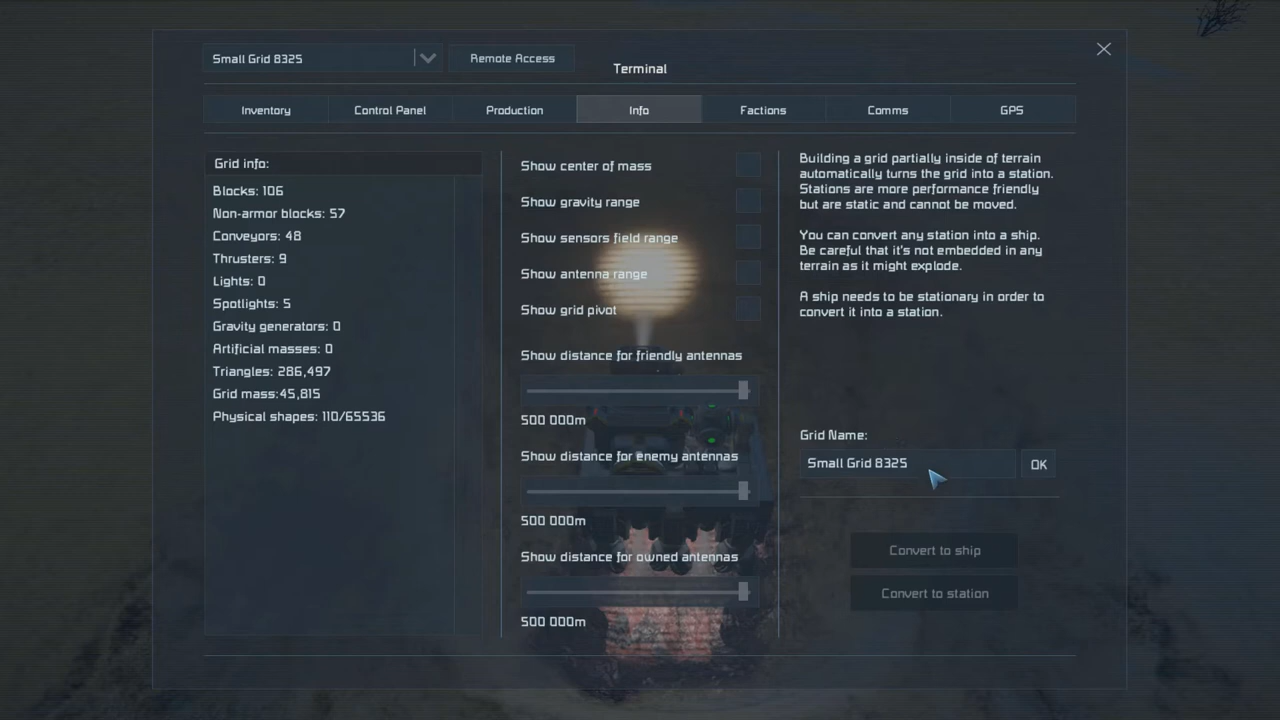 Small Grid 8325
Remote Access
Terminal
Inventory
Control Panel
Production
Info
Factions
Comms
GPS
Grid info:
Blocks: 106
Non-armor blocks: 57
Conveyors: 48
Thrusters: 9
Lights: 0
Spotlights: 5
Gravity generators: 0
Artificial masses: 0
Triangles: 286,497
Grid mass:45,815
Physical shapes: 110/65536
Show center of mass
Show gravity range
Show sensors field range
Show antenna range
Show grid pivot
Show distance for friendly antennas
500 000m
Show distance for enemy antennas
500 000m
Show distance for owned antennas
500 000m
Building a grid partially inside of terrain
automatically turns the grid into a station.
Stations are more performance friendly
but are static and cannot be moved.
You can convert any station into a ship.
Be careful that it's not embedded in any
terrain as it might explode.
A ship needs to be stationary in order to
convert it into a station.
Grid Name:
Small Grid 8325
OK
Convert to ship
Convert to station